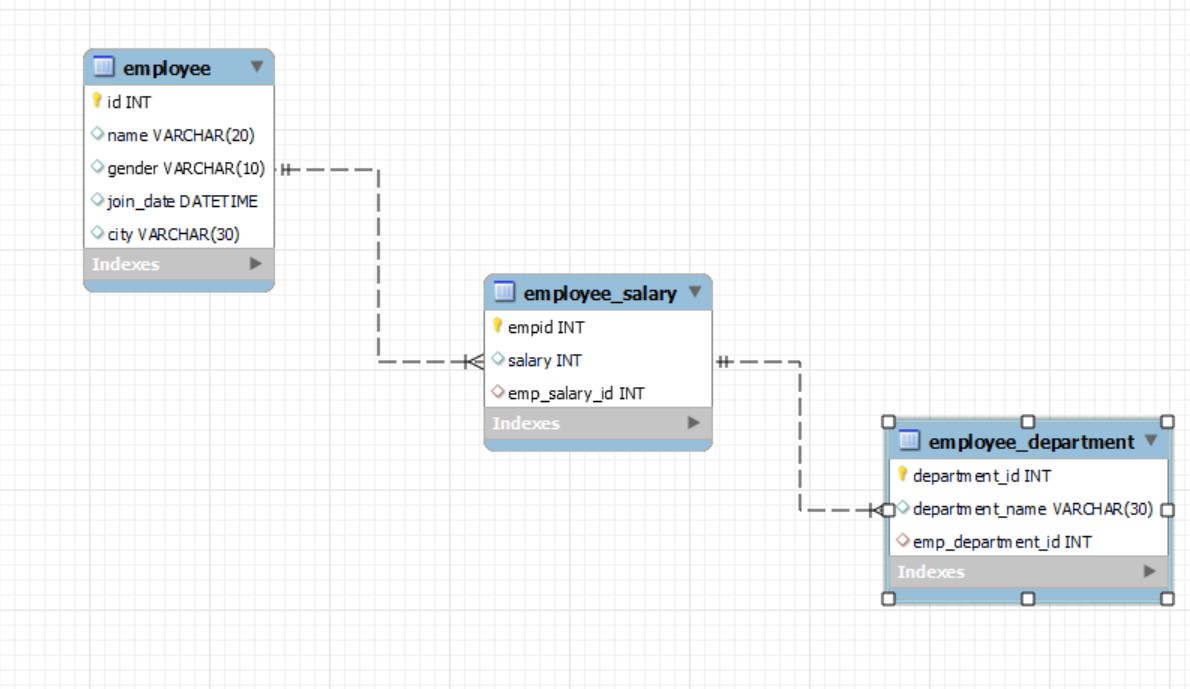 employee
id INT
name VARCHAR(20)
gender VARCHAR(10)
join_date DATETIME
city VARCHAR(30)
Indexes
employee_salary
empid INT
salary INT
emp_salary_id INT
Indexes
employee_department
department_id INT
department_name VARCHAR(30)
emp_department_id INT
Indexes